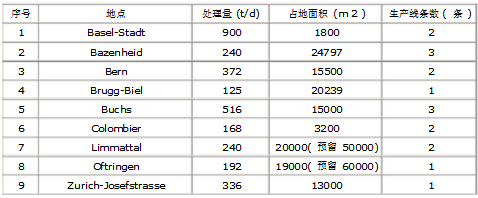 序号 地点 处理量 (t/d) 占地面积 (m2) 生产线条数 ( 条 )
1 Basel-Stadt 900 1800 2
2 Bazenheid 240 24797 3
3 Bern 372 15500 2
4 Brugg-Biel 125 20239 1
5 Buchs 516 15000 3
6 Colombier 168 3200 2
7 Limmattal 240 20000( 预留 50000) 2
8 Oftringen 192 19000( 预留 60000) 1
9 Zurich-Josefstrasse 336 13000 1